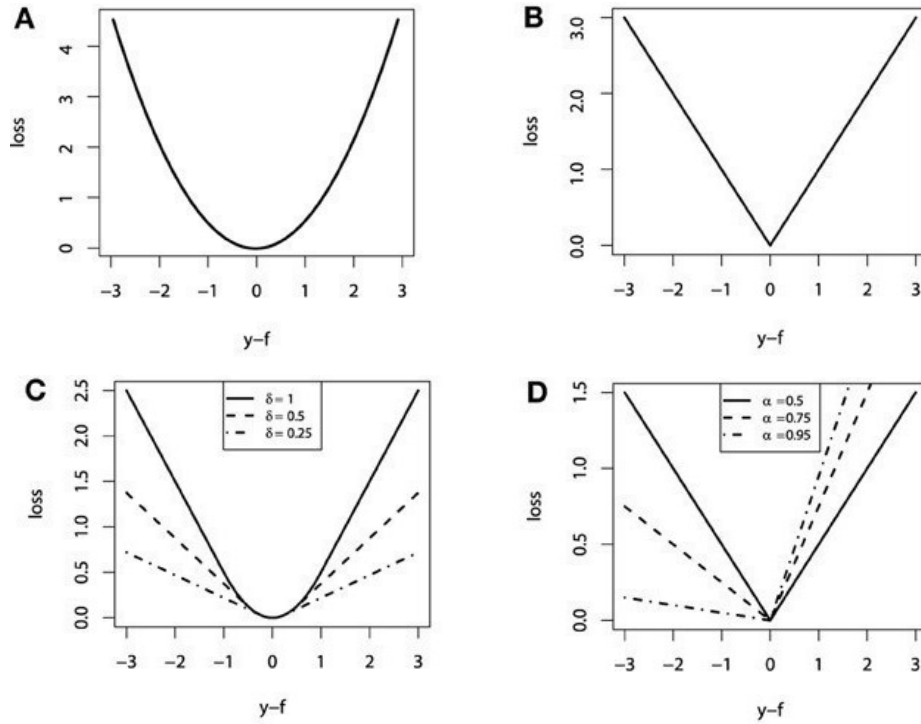 A
loss
4
3
2
1
0
−3 −2 −1 0 1 2 3
y−f
B
loss
3.0
2.0
1.0
0.0
−3 −2 −1 0 1 2 3
y−f
C
loss
2.5
2.0
1.5
1.0
0.5
0.0
δ = 1
δ = 0.5
δ = 0.25
−3 −2 −1 0 1 2 3
y−f
D
loss
1.5
1.0
0.5
0.0
α =0.5
α =0.75
α =0.95
−3 −2 −1 0 1 2 3
y−f